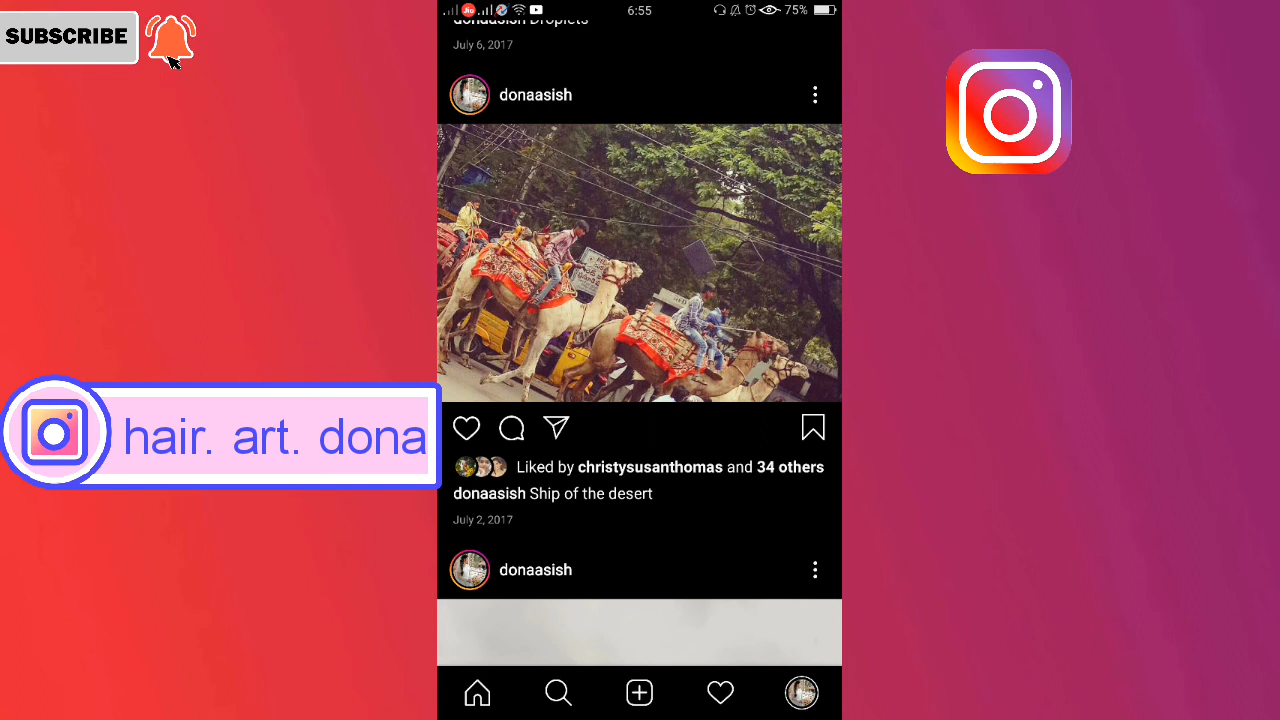 SUBSCRIBE
Jio
6:55
75%
donaasish Droplets
July 6, 2017
donaasish
Liked by christysusanthomas and 34 others
donaasish Ship of the desert
July 2, 2017
donaasish
hair. art. dona